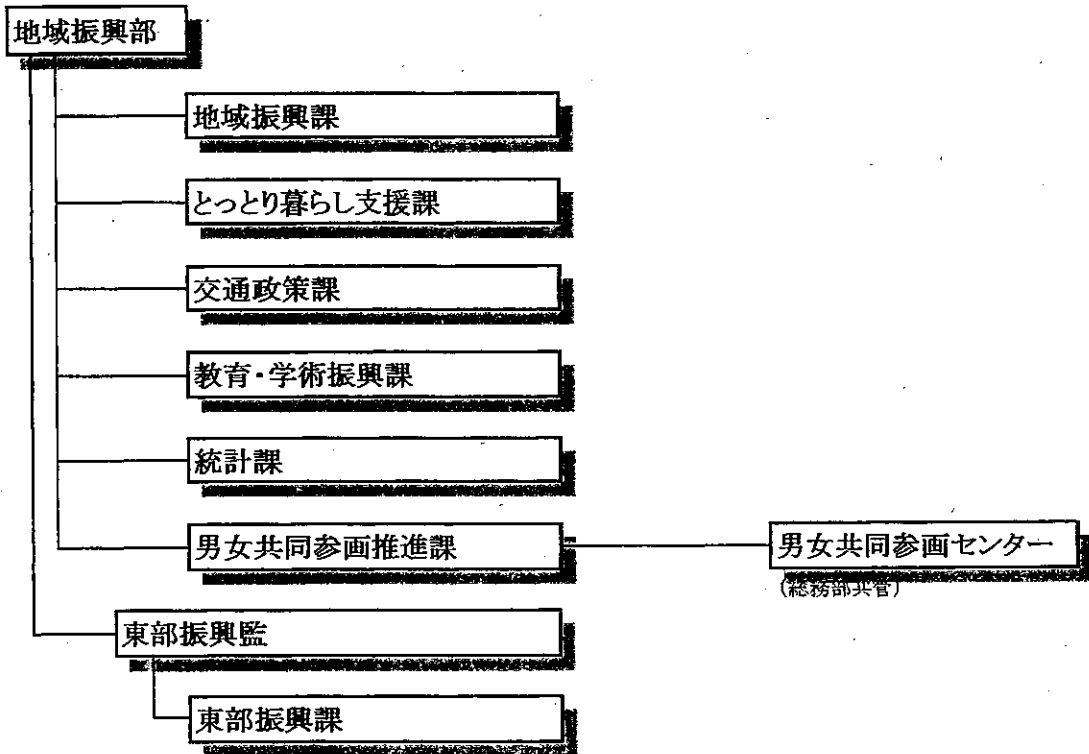 地域振興部
地域振興課
とっとり暮らし支援課
交通政策課
教育・学術振興課
統計課
男女共同参画推進課
男女共同参画センター
(総務部共管)
東部振興監
東部振興課